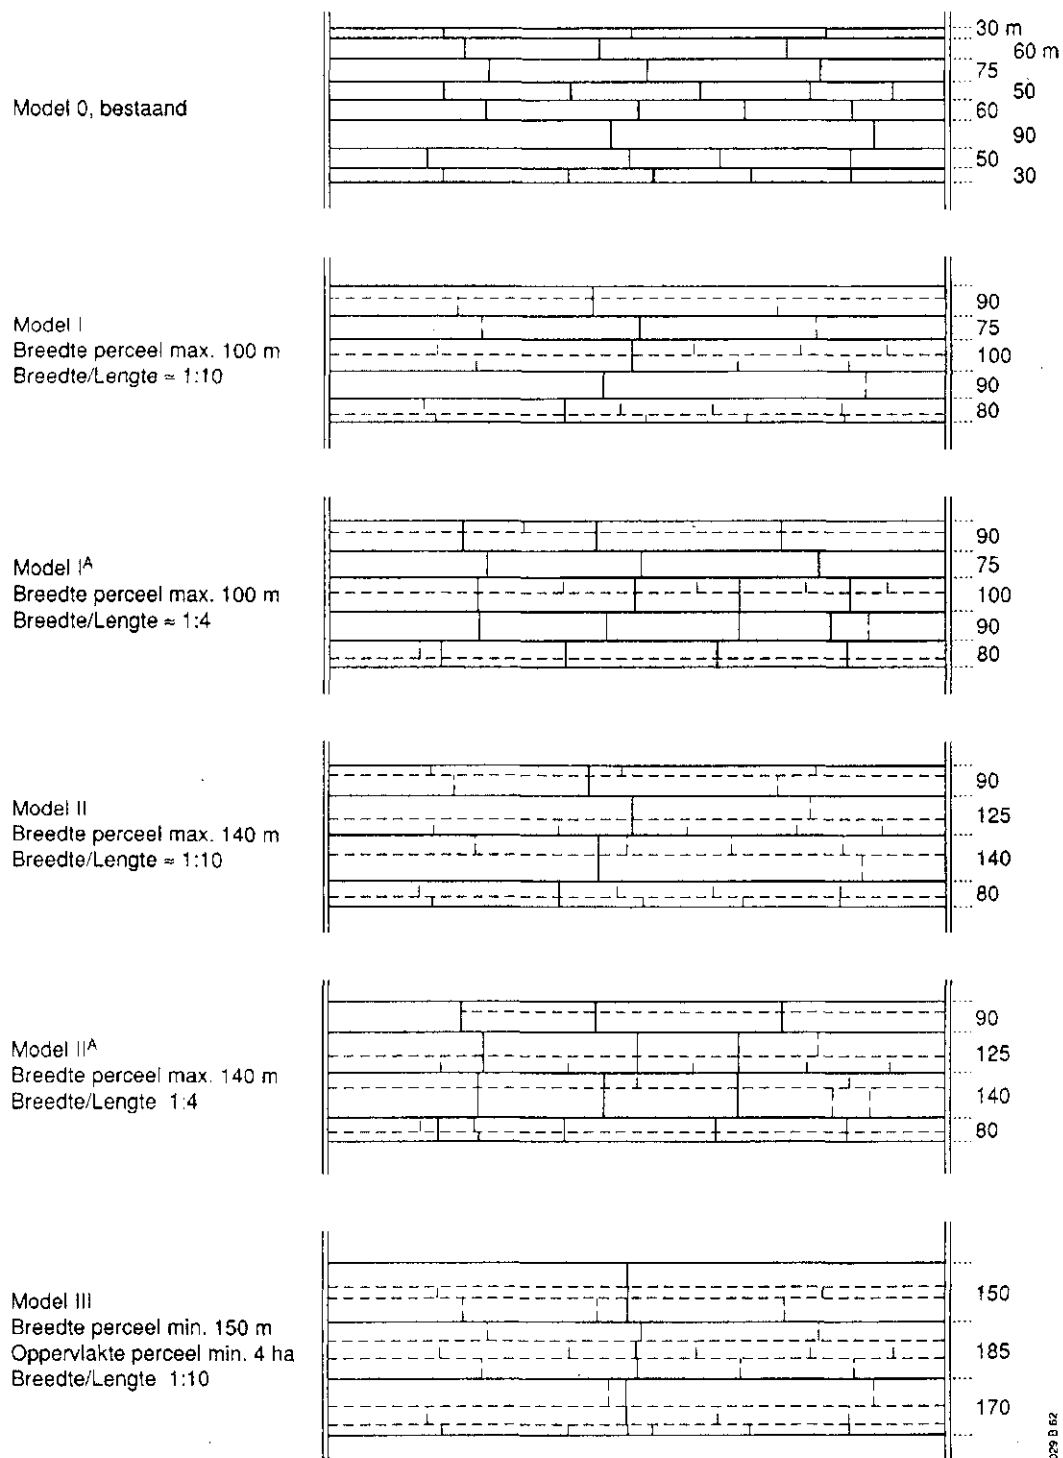 30 m
60 m
75
50
60
90
50
30
Model 0, bestaand
90
75
100
90
80
Model I
Breedte perceel max. 100 m
Breedte/Lengte ≈ 1:10
90
75
100
90
80
Model Iᴬ
Breedte perceel max. 100 m
Breedte/Lengte ≈ 1:4
90
125
140
80
Model II
Breedte perceel max. 140 m
Breedte/Lengte ≈ 1:10
90
125
140
80
Model IIᴬ
Breedte perceel max. 140 m
Breedte/Lengte 1:4
150
185
170
Model III
Breedte perceel min. 150 m
Oppervlakte perceel min. 4 ha
Breedte/Lengte 1:10
029 B 62